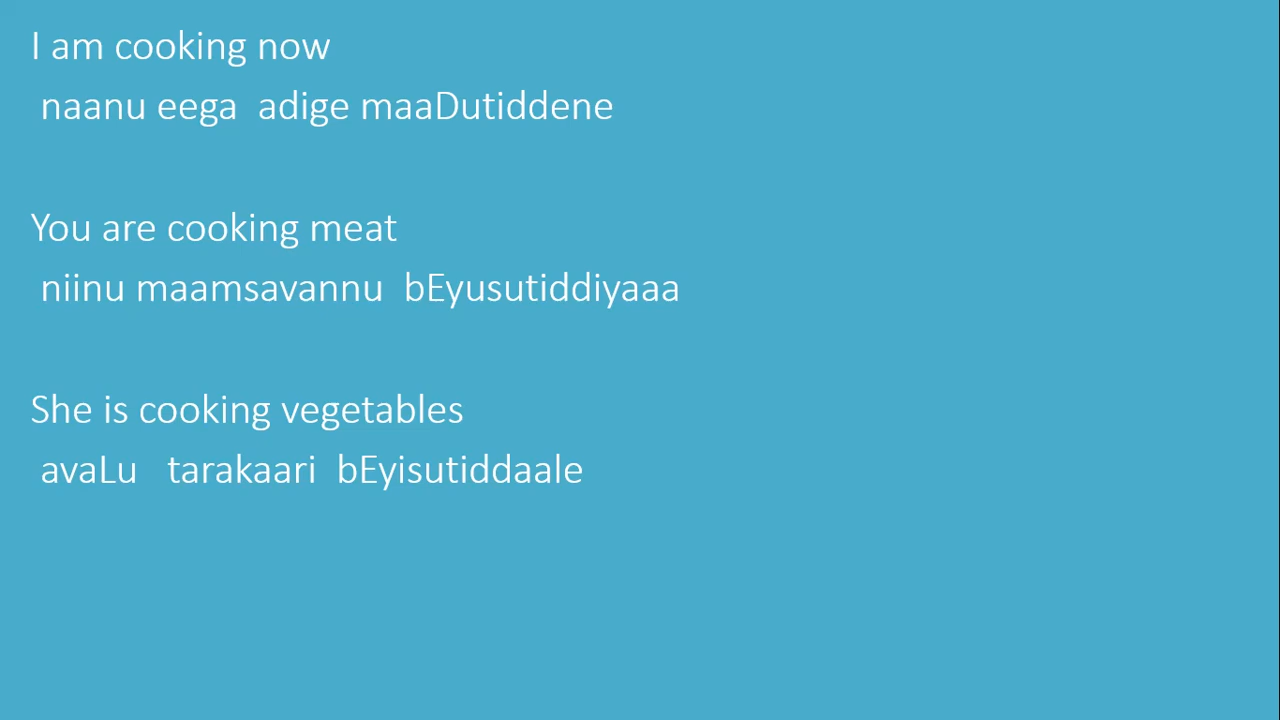 I am cooking now
naanu eega adige maaDutiddene
You are cooking meat
niinu maamsavannu bEyusutiddiyaaa
She is cooking vegetables
avaLu tarakaari bEyisutiddaale